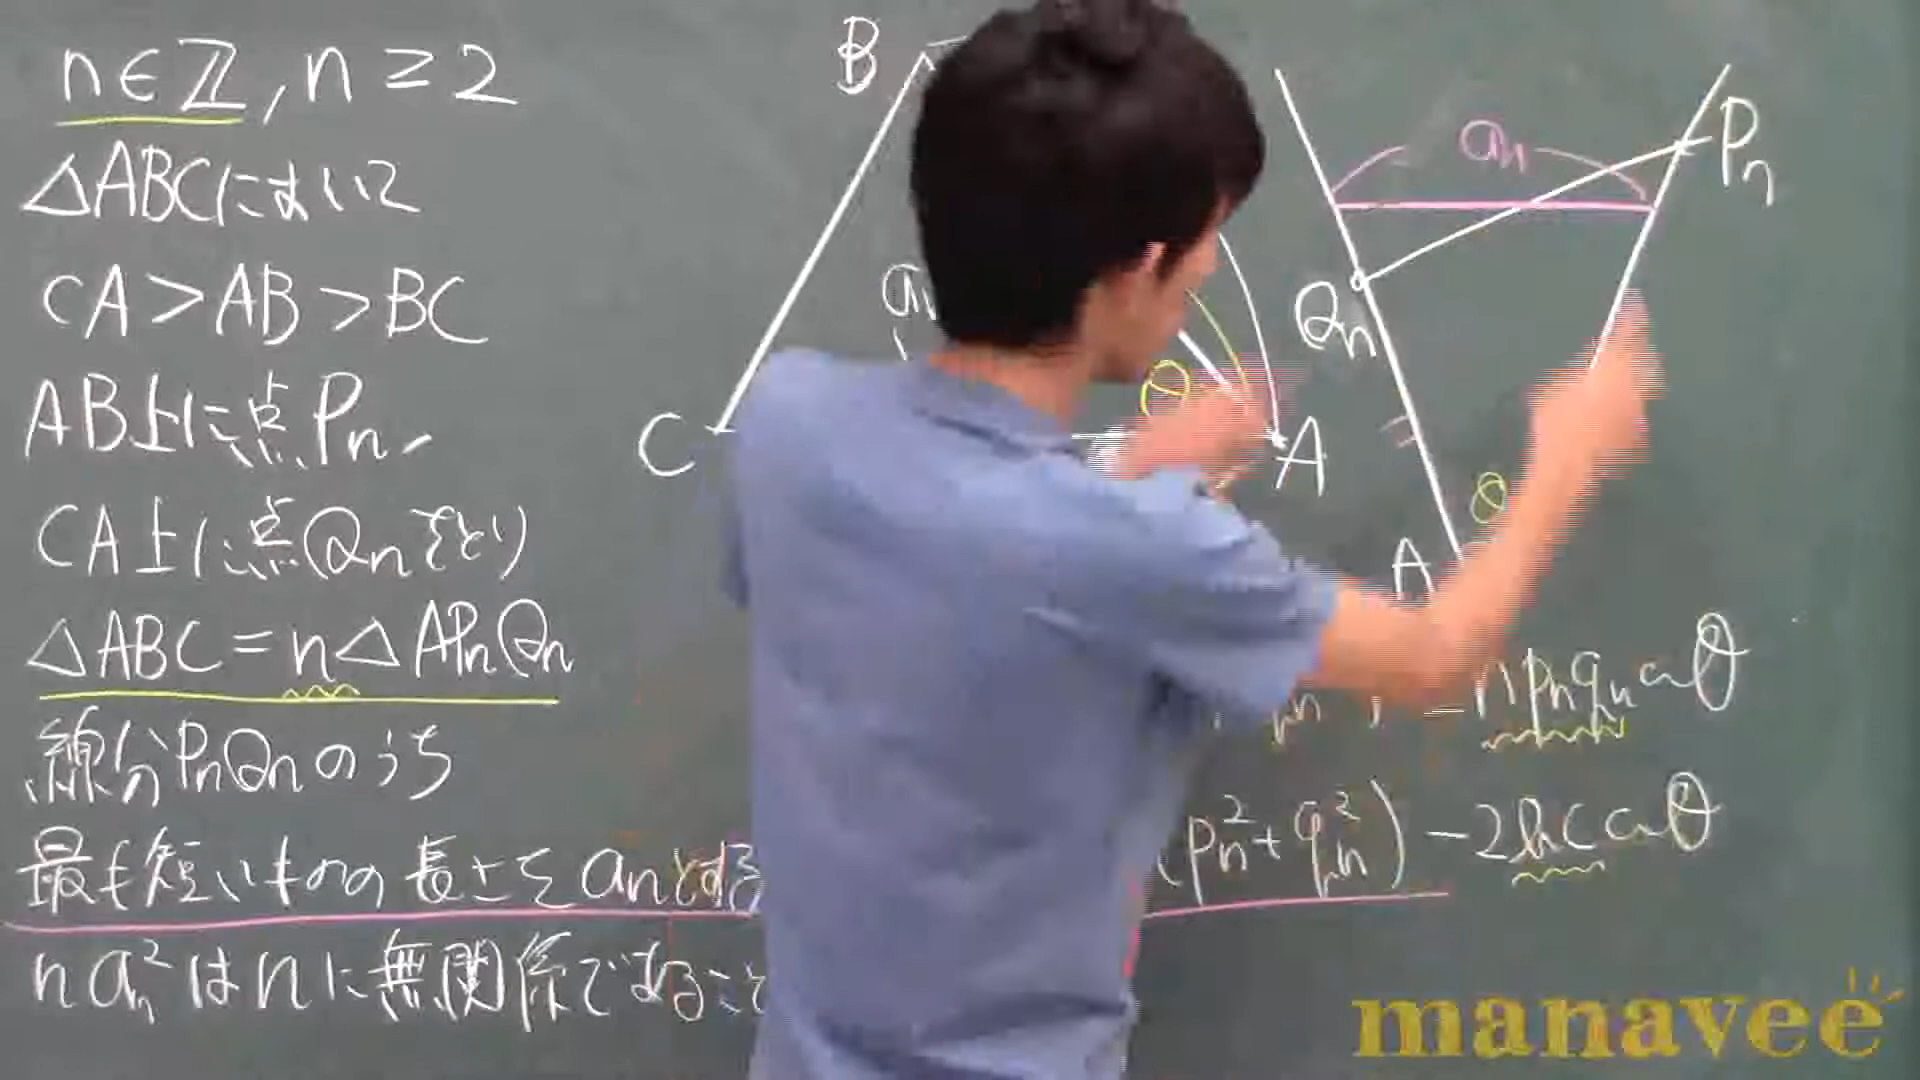 n∈ℤ, n≥2
△ABCにおいて
CA>AB>BC
AB上に点Pn,
CA上に点Qnをとり
△ABC=n△APnQn
線分PnQnのうち
最も短いものの長さをanとする
nan²はnに無関係であること
B
C
A
θ
an
Pn
Qn
A
θ
(pn²+qn²)-2bc cosθ
manavee